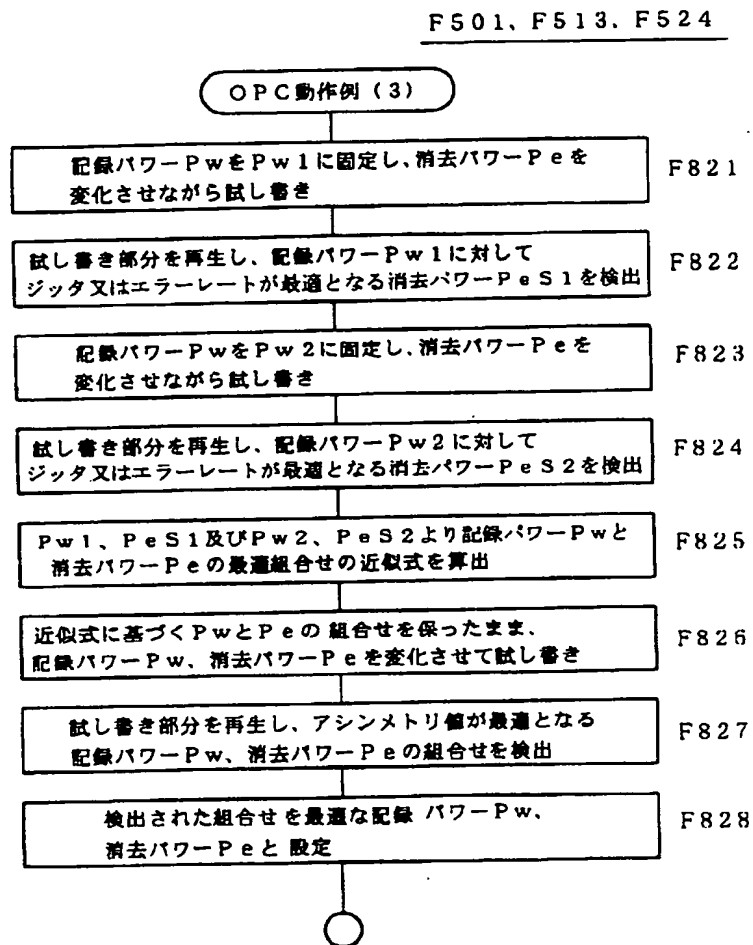 F501、F513、F524
OPC動作例(3)
記録パワーPwをPw1に固定し、消去パワーPeを
変化させながら試し書き
F821
試し書き部分を再生し、記録パワーPw1に対して
ジッタ又はエラーレートが最適となる消去パワーPeS1を検出
F822
記録パワーPwをPw2に固定し、消去パワーPeを
変化させながら試し書き
F823
試し書き部分を再生し、記録パワーPw2に対して
ジッタ又はエラーレートが最適となる消去パワーPeS2を検出
F824
Pw1、PeS1及びPw2、PeS2より記録パワーPwと
消去パワーPeの最適組合せの近似式を算出
F825
近似式に基づくPwとPeの組合せを保ったまま、
記録パワーPw、消去パワーPeを変化させて試し書き
F826
試し書き部分を再生し、アシンメトリ値が最適となる
記録パワーPw、消去パワーPeの組合せを検出
F827
検出された組合せを最適な記録パワーPw、
消去パワーPeと設定
F828